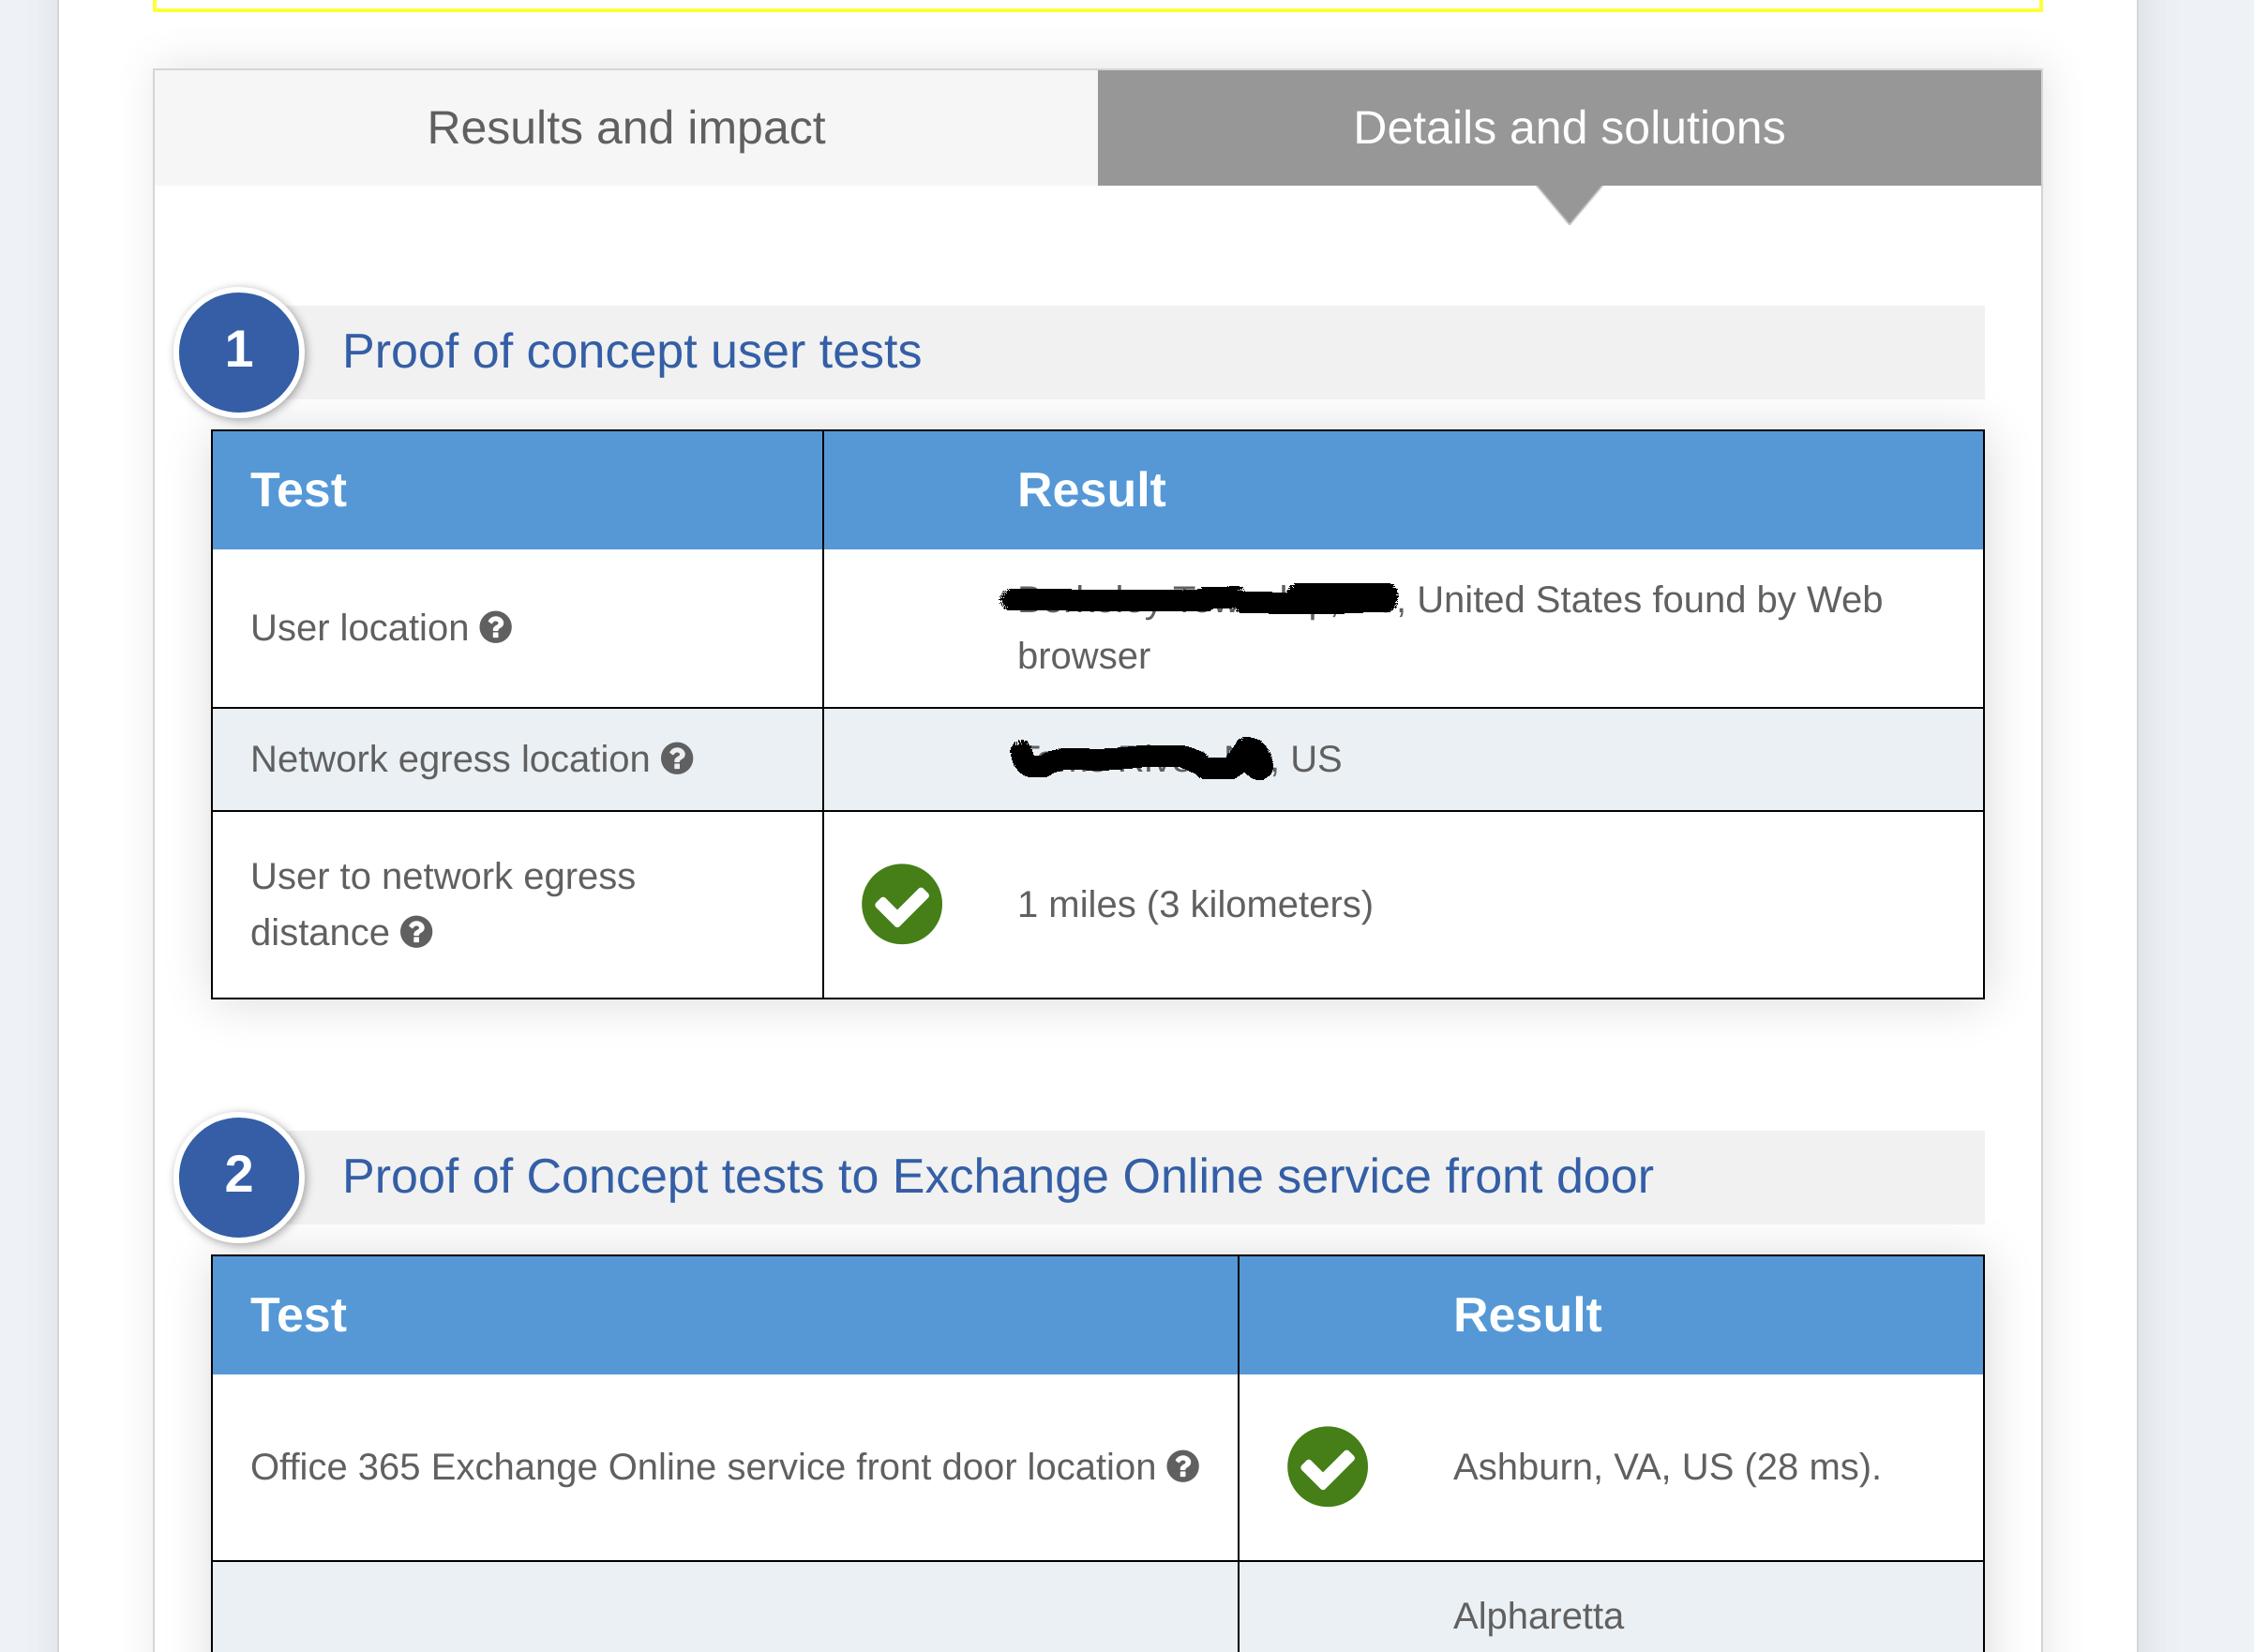 Results and impact
Details and solutions
1
Proof of concept user tests
Test
Result
User location
, United States found by Web
browser
Network egress location
, US
User to network egress
distance
1 miles (3 kilometers)
2
Proof of Concept tests to Exchange Online service front door
Test
Result
Office 365 Exchange Online service front door location
Ashburn, VA, US (28 ms).
Alpharetta